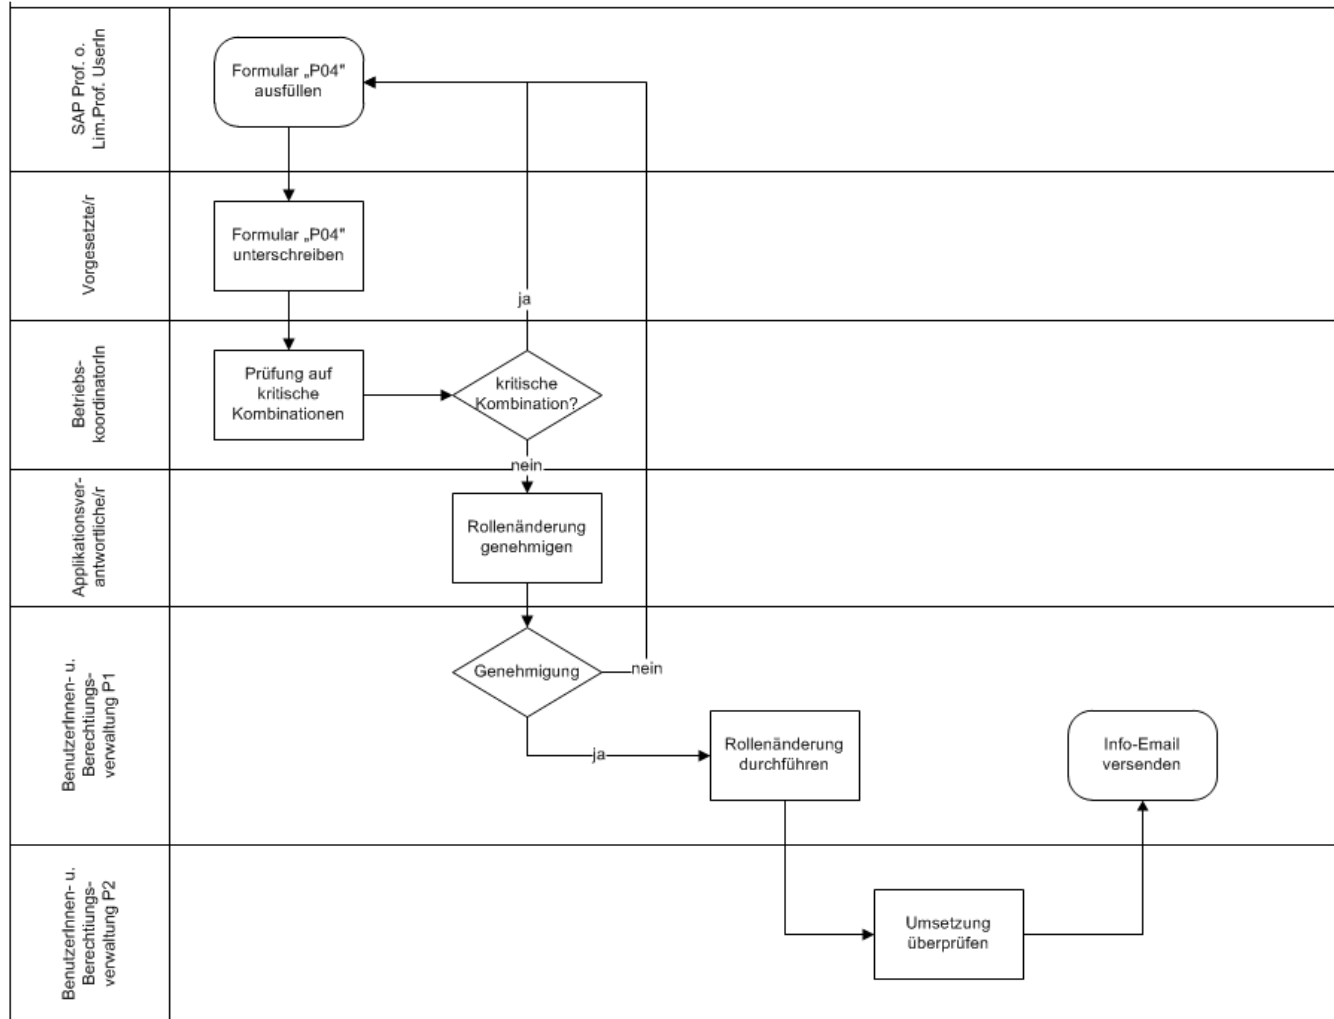 SAP Prof. o.
Lim.Prof. UserIn
Formular „P04"
ausfüllen
Vorgesetzte/r
Formular „P04"
unterschreiben
ja
Betriebs-
koordinatorIn
Prüfung auf
kritische
Kombinationen
kritische
Kombination?
nein
Applikationsver-
antwortliche/r
Rollenänderung
genehmigen
BenutzerInnen- u.
Berechtiungs-
verwaltung P1
Genehmigung
nein
ja
Rollenänderung
durchführen
Info-Email
versenden
BenutzerInnen- u.
Berechtiungs-
verwaltung P2
Umsetzung
überprüfen